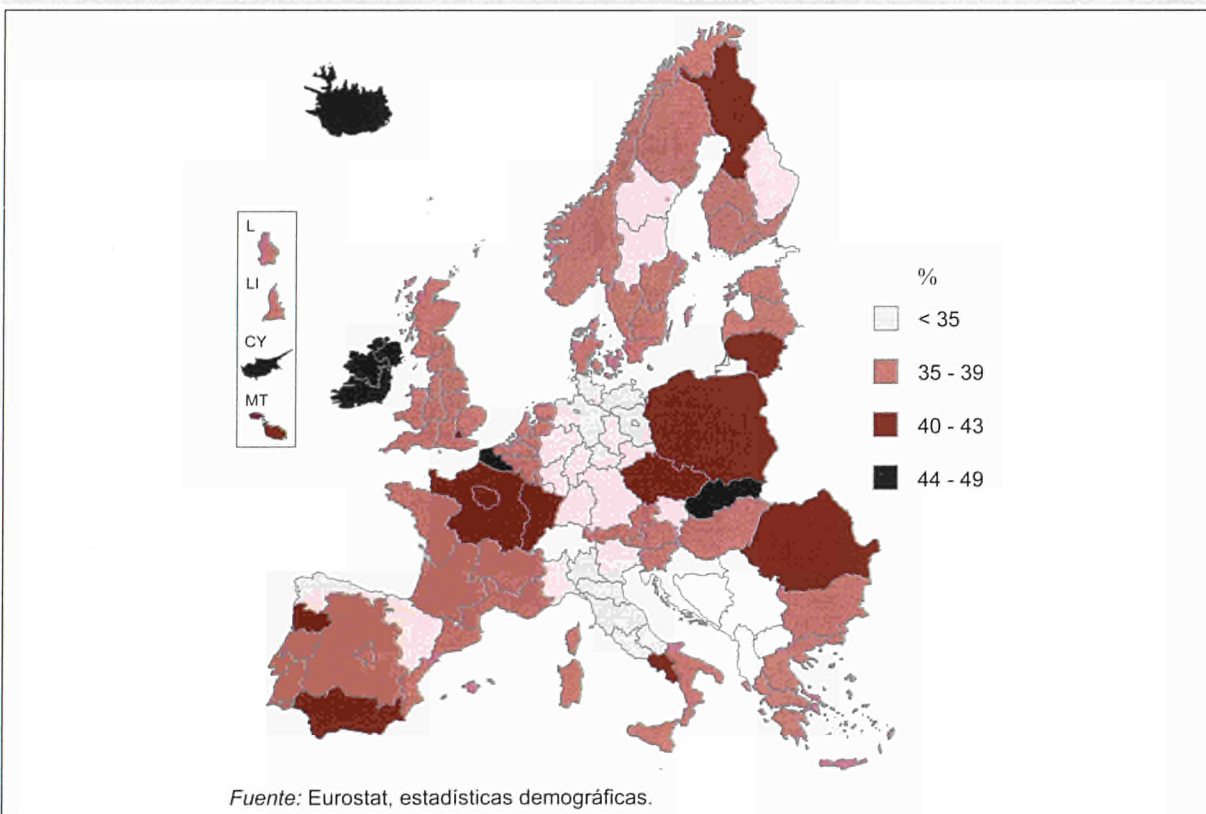 L
LI
CY
MT
%
< 35
35 - 39
40 - 43
44 - 49
Fuente: Eurostat, estadísticas demográficas.